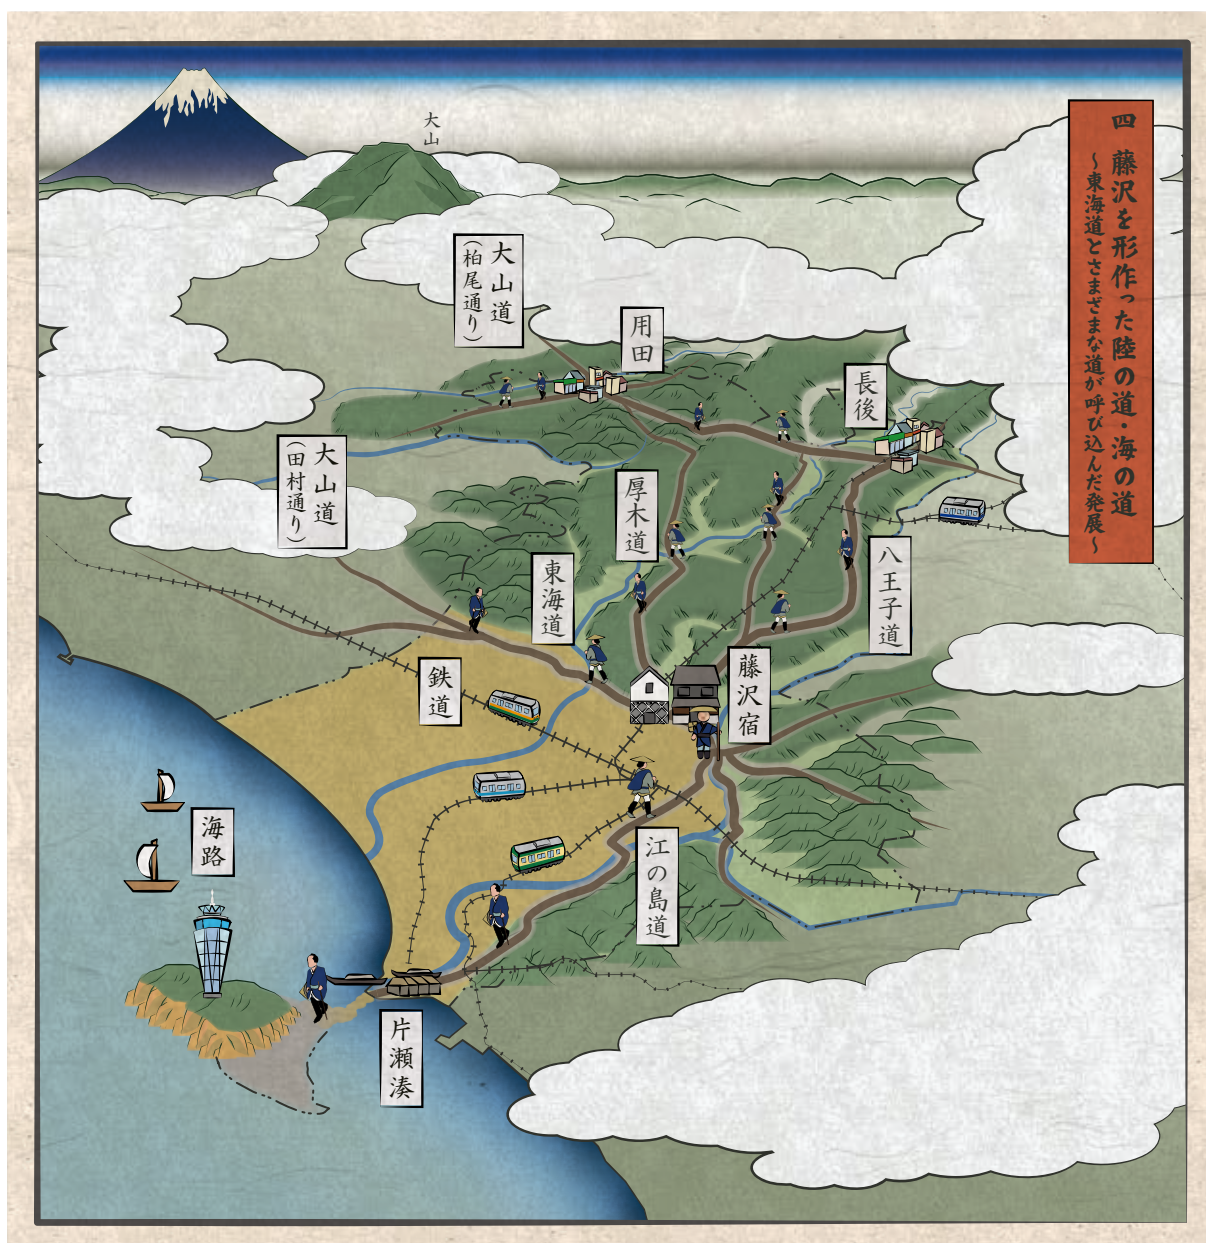 四 藤沢を形作った陸の道・海の道
～東海道とさまざまな道が呼び込んだ発展～
大山
大山道
（柏尾通り）
用田
長後
大山道
（田村通り）
厚木道
東海道
八王子道
藤沢宿
鉄道
海路
江の島道
片瀬湊